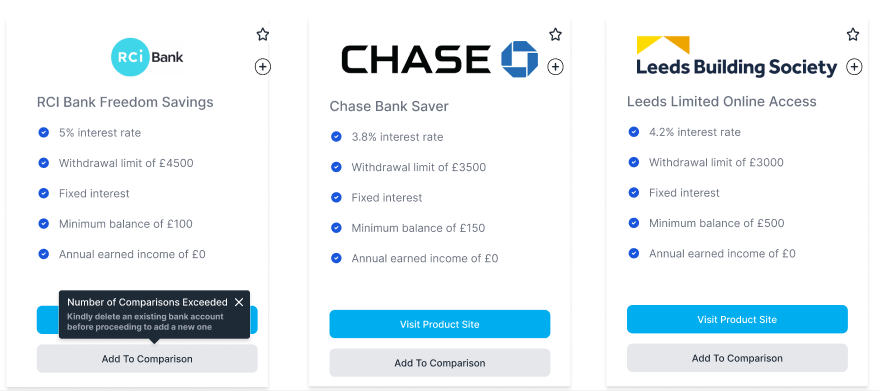 RCi Bank
RCI Bank Freedom Savings
5% interest rate
Withdrawal limit of £4500
Fixed interest
Minimum balance of £100
Annual earned income of £0
Number of Comparisons Exceeded
Kindly delete an existing bank account
before proceeding to add a new one
Add To Comparison
CHASE
Chase Bank Saver
3.8% interest rate
Withdrawal limit of £3500
Fixed interest
Minimum balance of £150
Annual earned income of £0
Visit Product Site
Add To Comparison
Leeds Building Society
Leeds Limited Online Access
4.2% interest rate
Withdrawal limit of £3000
Fixed interest
Minimum balance of £500
Annual earned income of £0
Visit Product Site
Add To Comparison